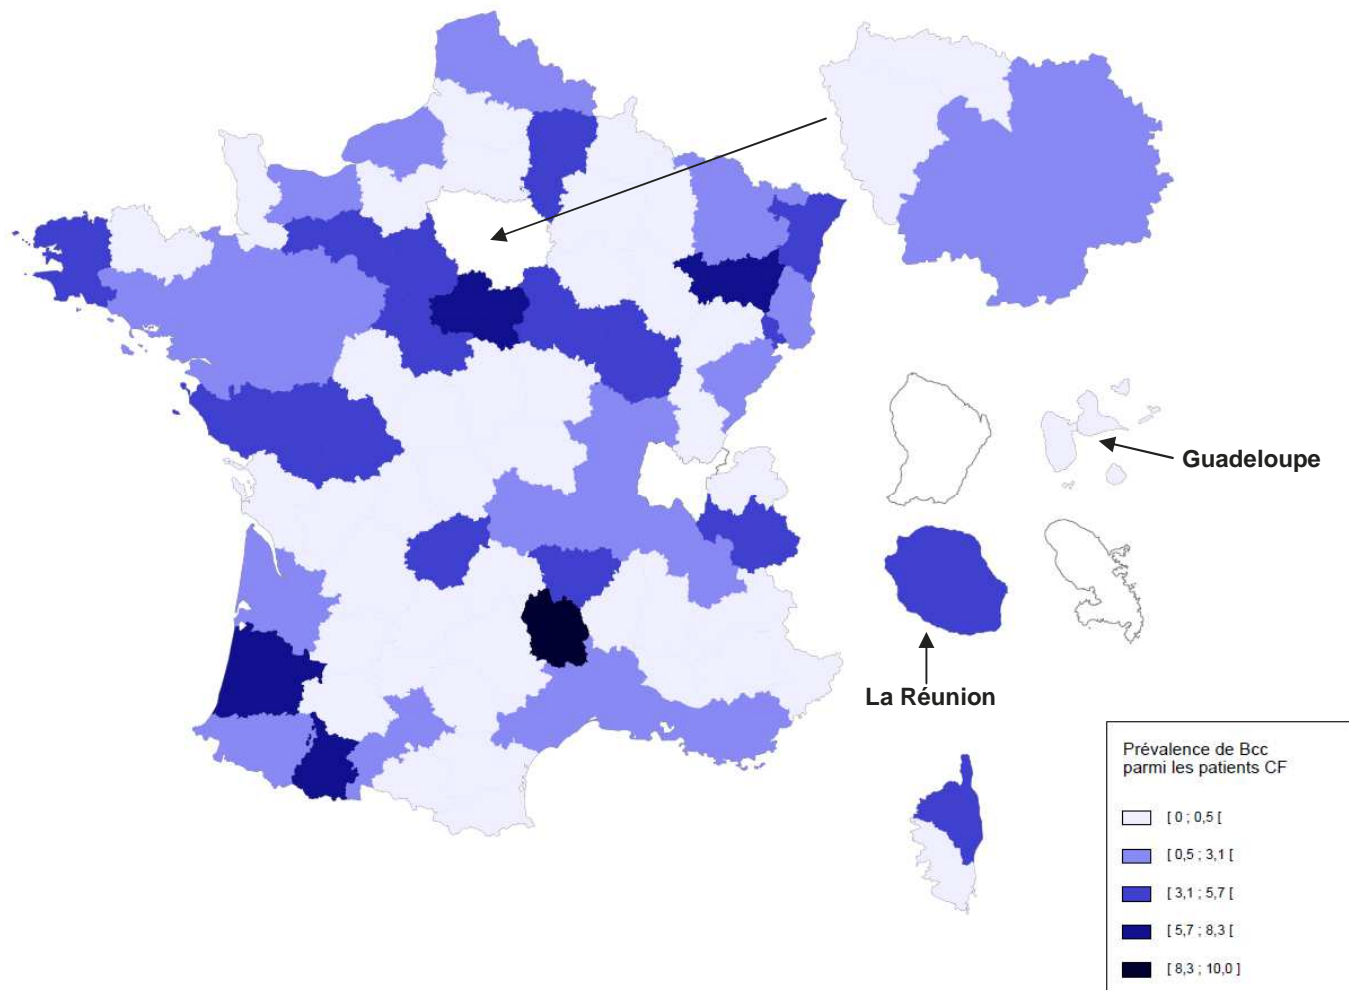 Guadeloupe
La Réunion
Prévalence de Bcc
parmi les patients CF
[ 0 ; 0,5 [
[ 0,5 ; 3,1 [
[ 3,1 ; 5,7 [
[ 5,7 ; 8,3 [
[ 8,3 ; 10,0 ]